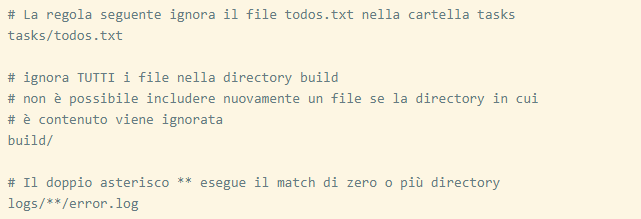 # La regola seguente ignora il file todos.txt nella cartella tasks
tasks/todos.txt
# ignora TUTTI i file nella directory build
# non è possibile includere nuovamente un file se la directory in cui
# è contenuto viene ignorata
build/
# Il doppio asterisco ** esegue il match di zero o più directory
logs/**/error.log